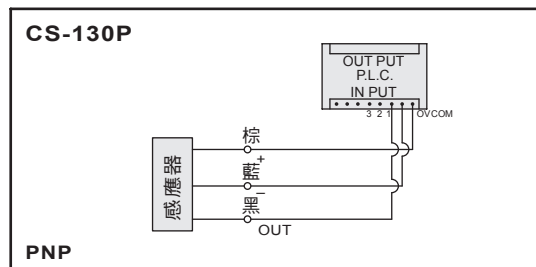 CS-130P
OUT PUT
P.L.C.
IN PUT
3 2 1 OVCOM
棕
+
藍
−
黑
OUT
感應器
PNP